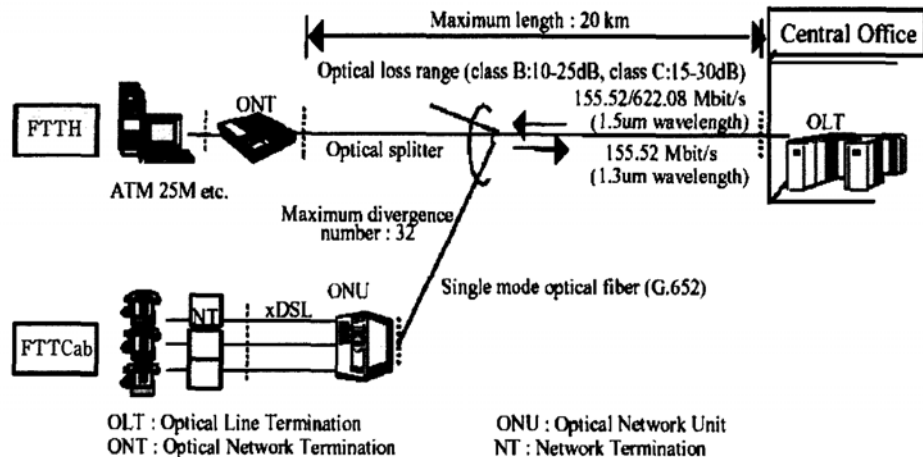 Maximum length : 20 km
Central Office
Optical loss range (class B:10-25dB, class C:15-30dB)
ONT
155.52/622.08 Mbit/s
(1.5um wavelength)
OLT
FTTH
Optical splitter
155.52 Mbit/s
(1.3um wavelength)
ATM 25M etc.
Maximum divergence
number : 32
ONU
Single mode optical fiber (G.652)
NT
xDSL
FTTCab
OLT : Optical Line Termination
ONU : Optical Network Unit
ONT : Optical Network Termination
NT : Network Termination